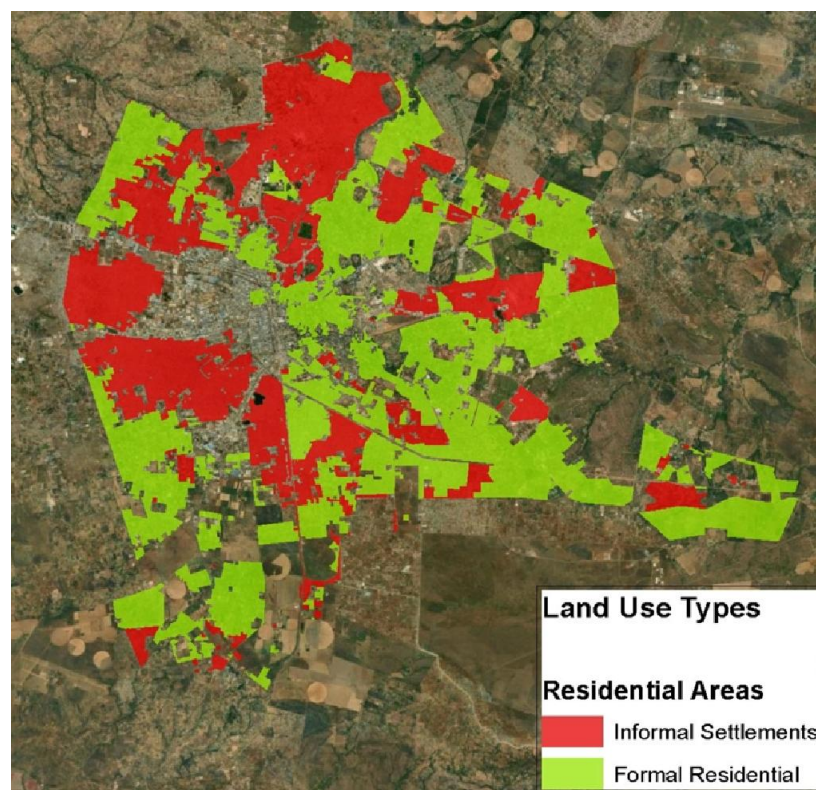 Land Use Types
Residential Areas
Informal Settlements
Formal Residential